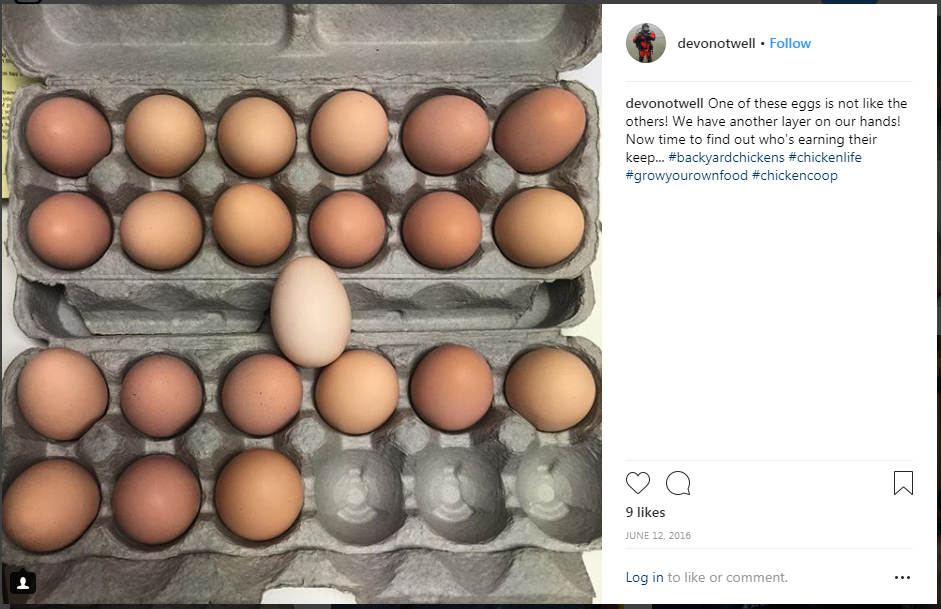 devonotwell • Follow
devonotwell One of these eggs is not like the
others! We have another layer on our hands!
Now time to find out who's earning their
keep... #backyardchickens #chickenlife
#growyourownfood #chickencoop
9 likes
JUNE 12, 2016
Log in to like or comment.